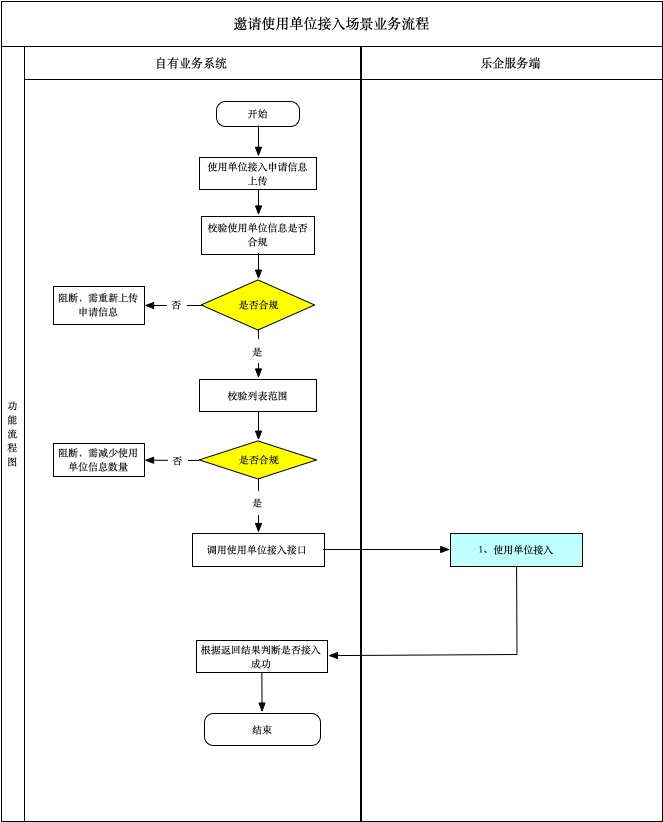 邀请使用单位接入场景业务流程
自有业务系统
乐企服务端
功
能
流
程
图
开始
使用单位接入申请信息
上传
校验使用单位信息是否
合规
是否合规
否
阻断，需重新上传
申请信息
是
校验列表范围
是否合规
否
阻断，需减少使用
单位信息数量
是
调用使用单位接入接口
1、使用单位接入
根据返回结果判断是否接入
成功
结束